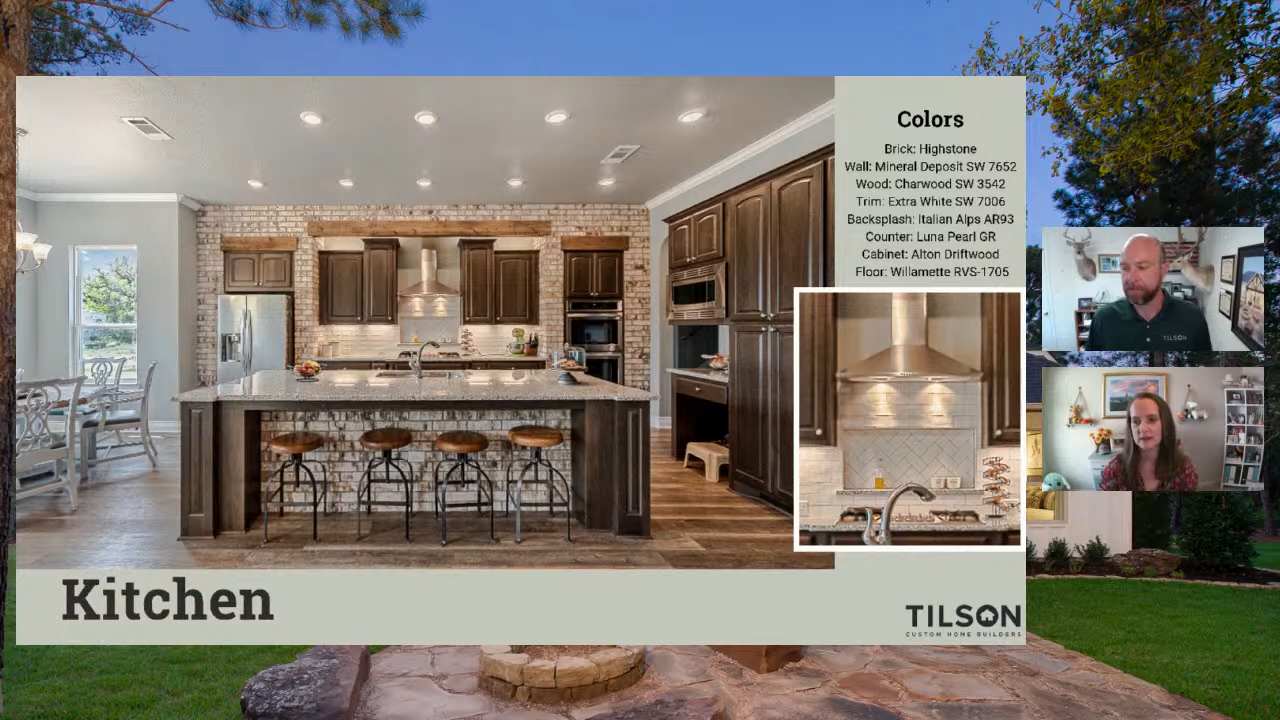 Colors
Brick: Highstone
Wall: Mineral Deposit SW 7652
Wood: Charwood SW 3542
Trim: Extra White SW 7006
Backsplash: Italian Alps AR93
Counter: Luna Pearl GR
Cabinet: Alton Driftwood
Floor: Willamette RVS-1705
TILSON
Kitchen
TILSON
CUSTOM HOME BUILDERS